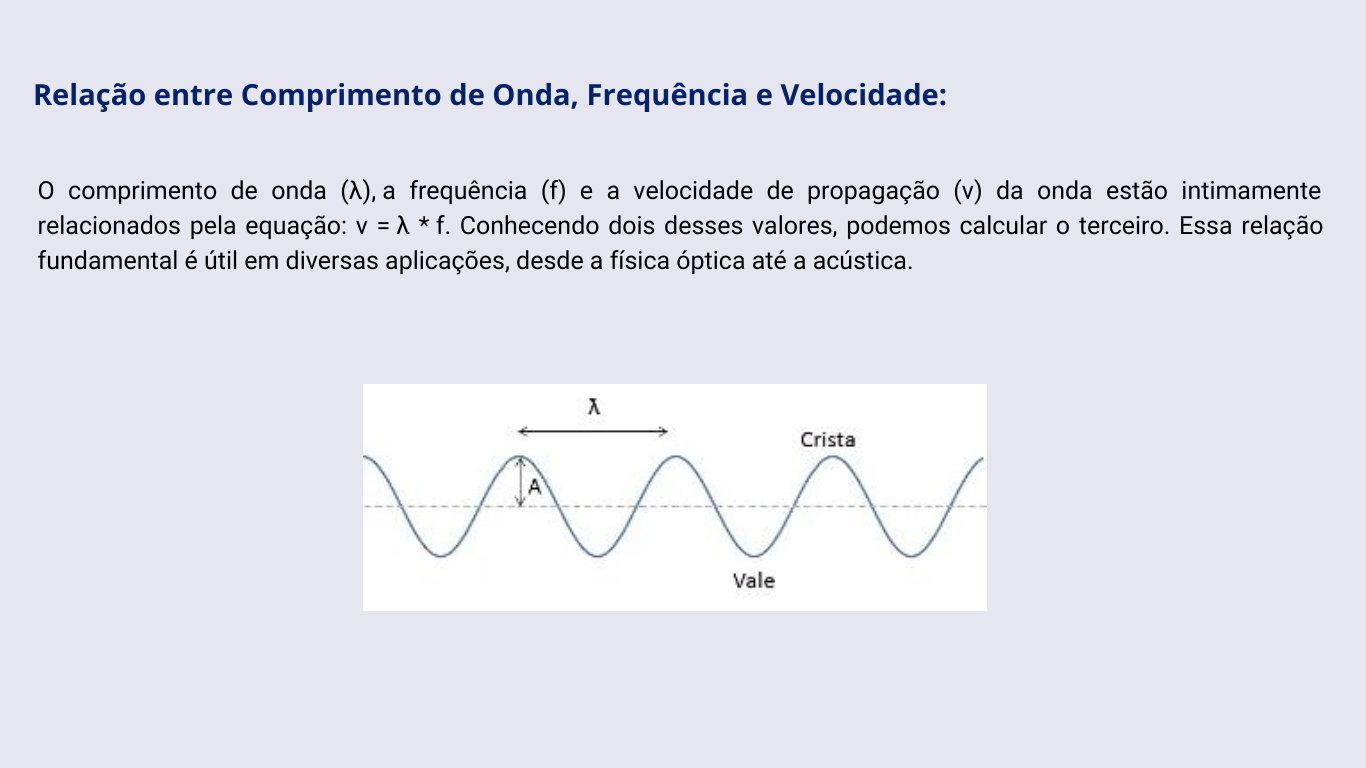 Relação entre Comprimento de Onda, Frequência e Velocidade:
O comprimento de onda (λ), a frequência (f) e a velocidade de propagação (v) da onda estão intimamente
relacionados pela equação: v = λ * f. Conhecendo dois desses valores, podemos calcular o terceiro. Essa relação
fundamental é útil em diversas aplicações, desde a física óptica até a acústica.
λ
Crista
A
Vale